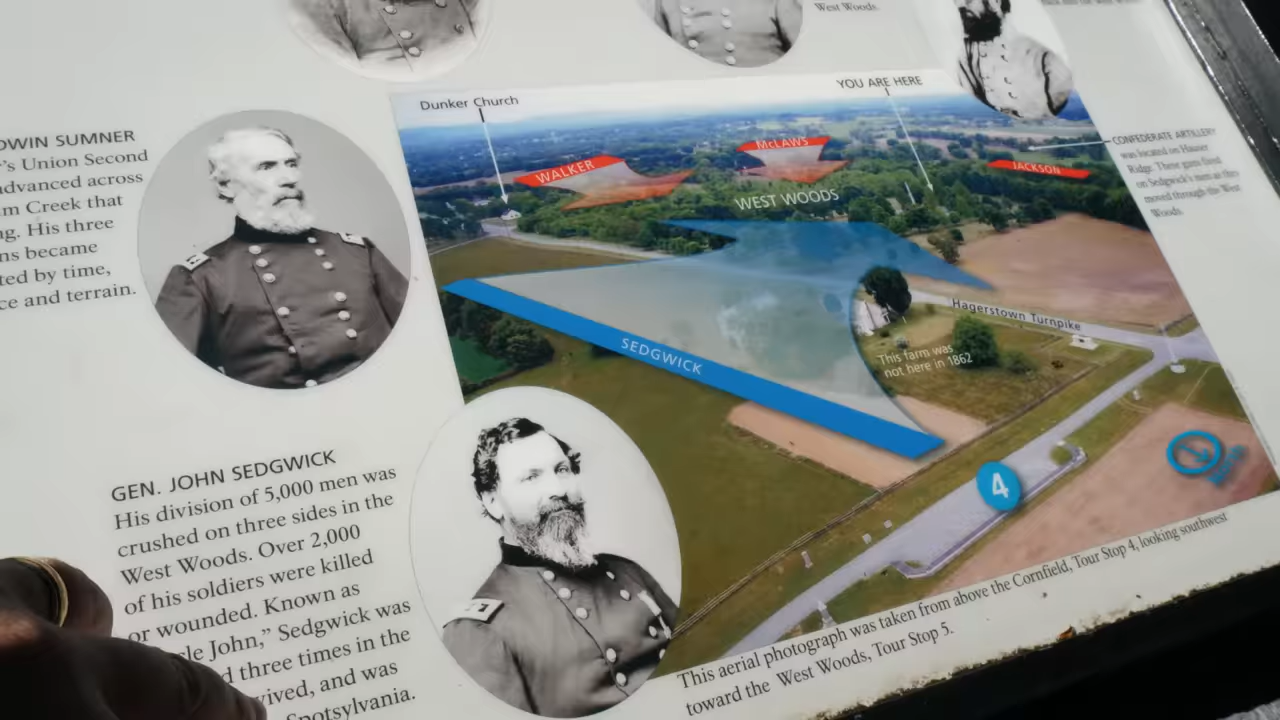 West Woods.
YOU ARE HERE
Dunker Church
DWIN SUMNER
's Union Second
advanced across
m Creek that
ng. His three
ns became
ted by time,
ce and terrain.
WALKER
McLAWS
JACKSON
WEST WOODS
CONFEDERATE ARTILLERY
was located on Hauser
Ridge. These guns fired
on Sedgwick's men as they
moved through the West
Woods.
SEDGWICK
Hagerstown Turnpike
This farm was
not here in 1862
4
GEN. JOHN SEDGWICK
His division of 5,000 men was
crushed on three sides in the
West Woods. Over 2,000
of his soldiers were killed
or wounded. Known as
cle John," Sedgwick was
d three times in the
vived, and was
Spotsylvania.
This aerial photograph was taken from above the Cornfield, Tour Stop 4, looking southwest
toward the West Woods, Tour Stop 5.